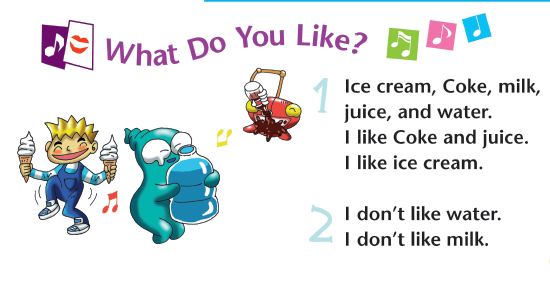 What Do You Like?
1
Ice cream, Coke, milk,
juice, and water.
I like Coke and juice.
I like ice cream.
2
I don't like water.
I don't like milk.